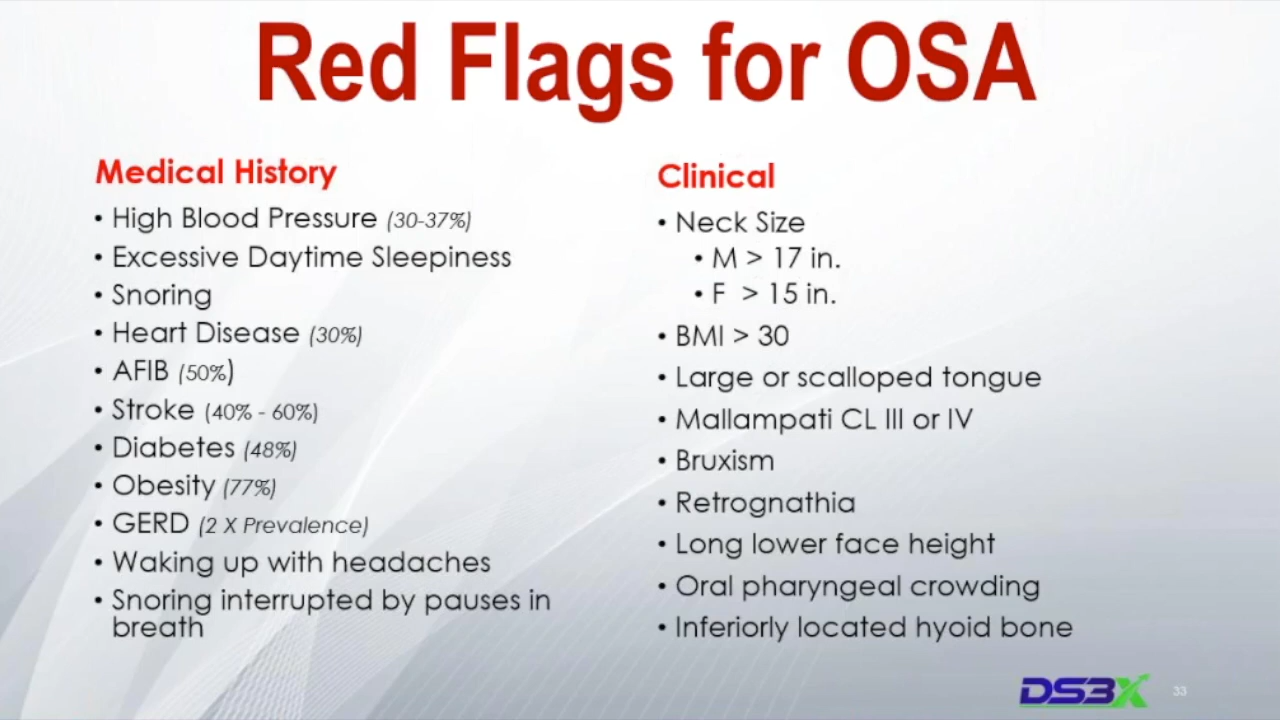 Red Flags for OSA
Medical History
• High Blood Pressure (30-37%)
• Excessive Daytime Sleepiness
• Snoring
• Heart Disease (30%)
• AFIB (50%)
• Stroke (40% - 60%)
• Diabetes (48%)
• Obesity (77%)
• GERD (2 X Prevalence)
• Waking up with headaches
• Snoring interrupted by pauses in
breath
Clinical
• Neck Size
• M > 17 in.
• F > 15 in.
• BMI > 30
• Large or scalloped tongue
• Mallampati CL III or IV
• Bruxism
• Retrognathia
• Long lower face height
• Oral pharyngeal crowding
• Inferiorly located hyoid bone
DS3X
33